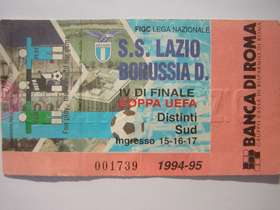 FIGC LEGA NAZIONALE
S.S. LAZIO
BORUSSIA D.
IV DI FINALE
COPPA UEFA
Distinti
Sud
Ingresso 15-16-17
001739 1994-95
BANCA DI ROMA